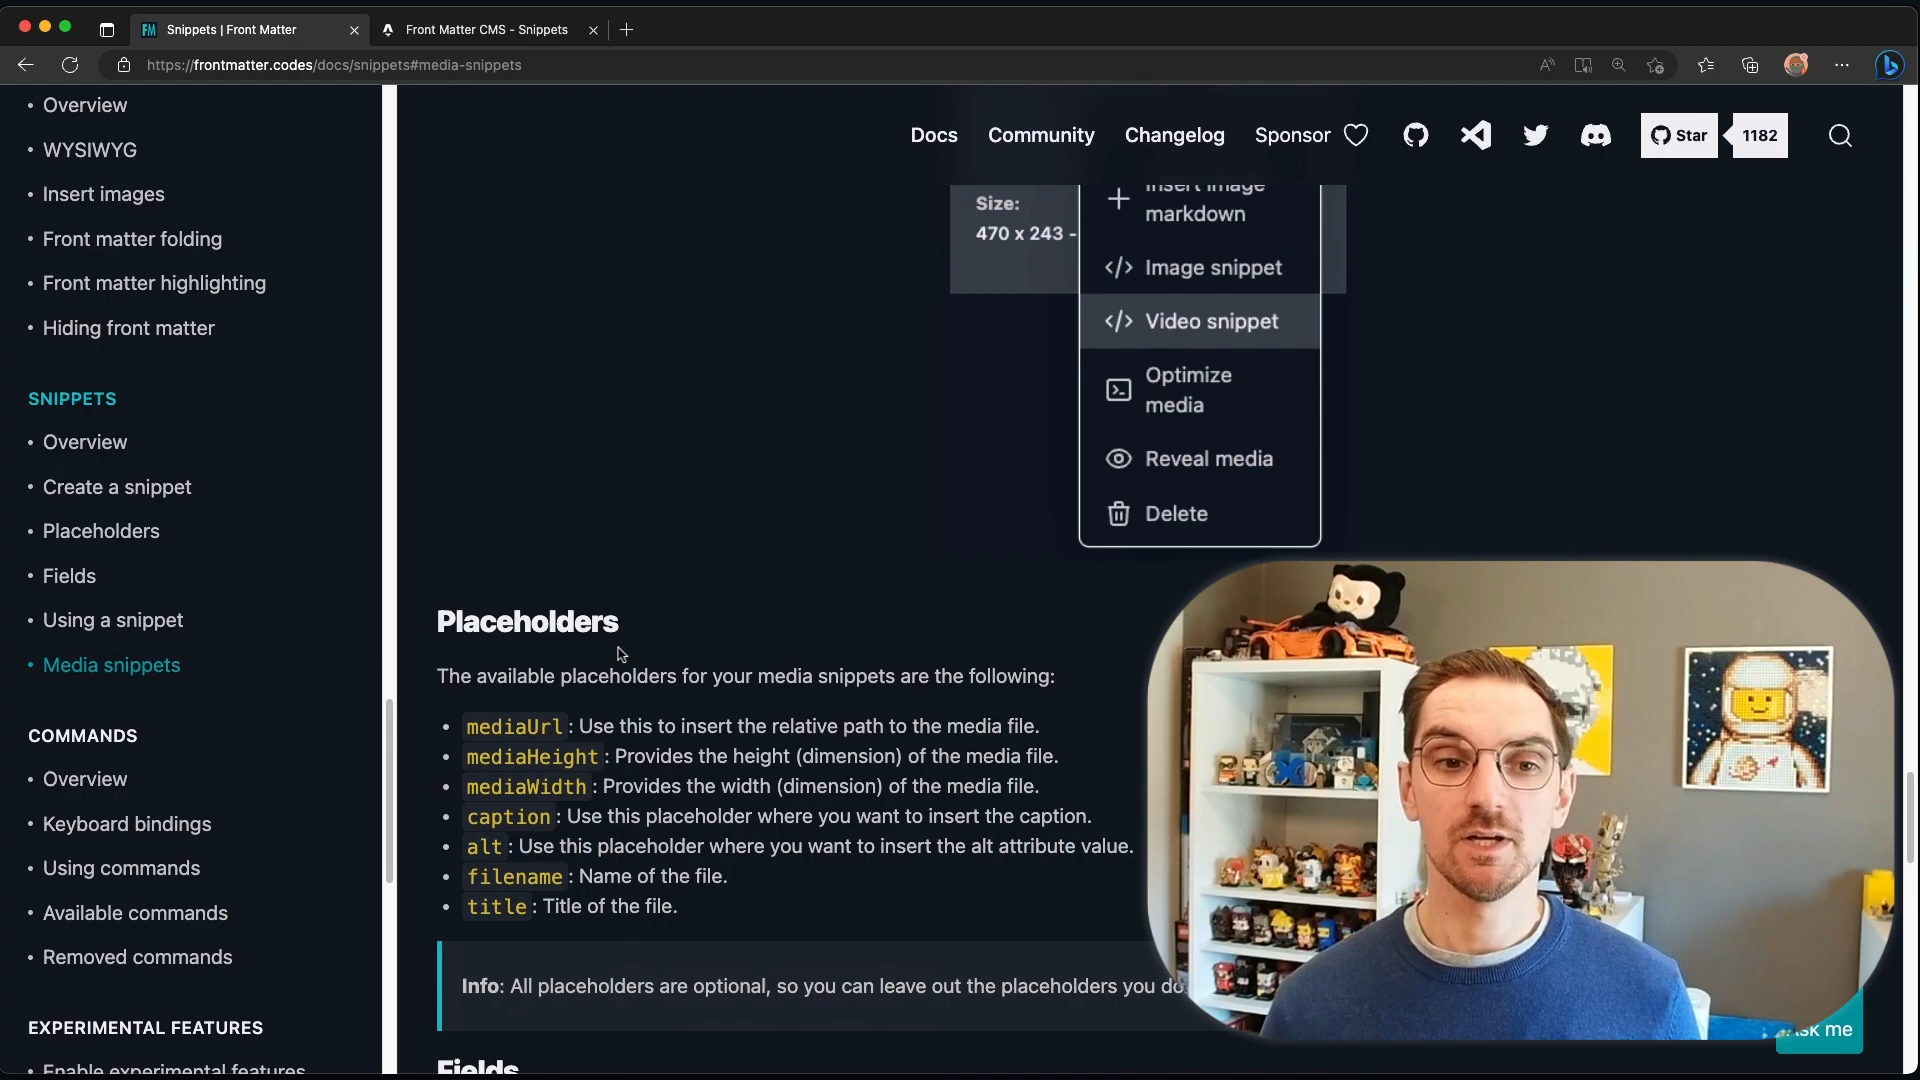 FM Snippets | Front Matter
Front Matter CMS - Snippets
https://frontmatter.codes/docs/snippets#media-snippets
Docs
Community
Changelog
Sponsor
Star
1182
Overview
WYSIWYG
Insert images
Front matter folding
Front matter highlighting
Hiding front matter
SNIPPETS
Overview
Create a snippet
Placeholders
Fields
Using a snippet
Media snippets
COMMANDS
Overview
Keyboard bindings
Using commands
Available commands
Removed commands
EXPERIMENTAL FEATURES
Enable experimental features
Size:
470 x 243 -
Insert image
markdown
Image snippet
Video snippet
Optimize
media
Reveal media
Delete
Placeholders
The available placeholders for your media snippets are the following:
mediaUrl: Use this to insert the relative path to the media file.
mediaHeight: Provides the height (dimension) of the media file.
mediaWidth: Provides the width (dimension) of the media file.
caption: Use this placeholder where you want to insert the caption.
alt: Use this placeholder where you want to insert the alt attribute value.
filename: Name of the file.
title: Title of the file.
Info: All placeholders are optional, so you can leave out the placeholders you do
Fields
me